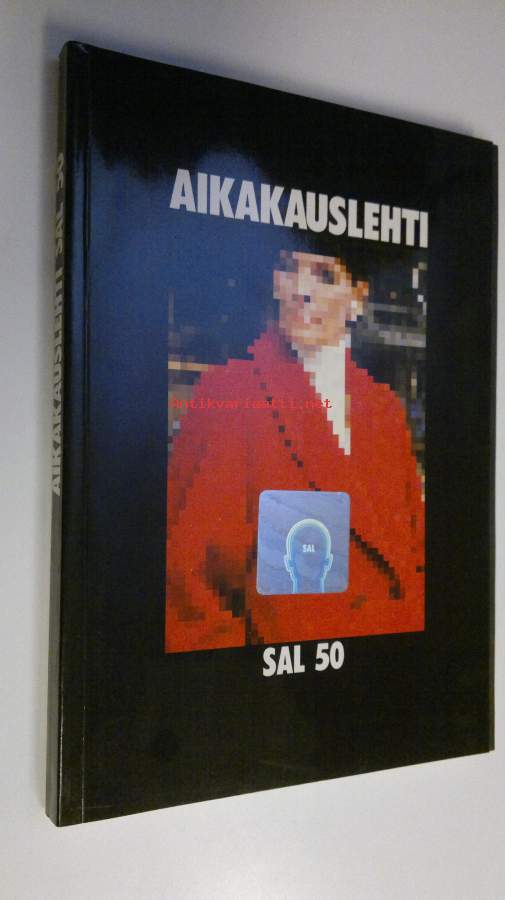 AIKAKAUSLEHTI
Antikvariaatti.net
SAL
SAL 50
AIKAKAUSLEHTI SAL 50